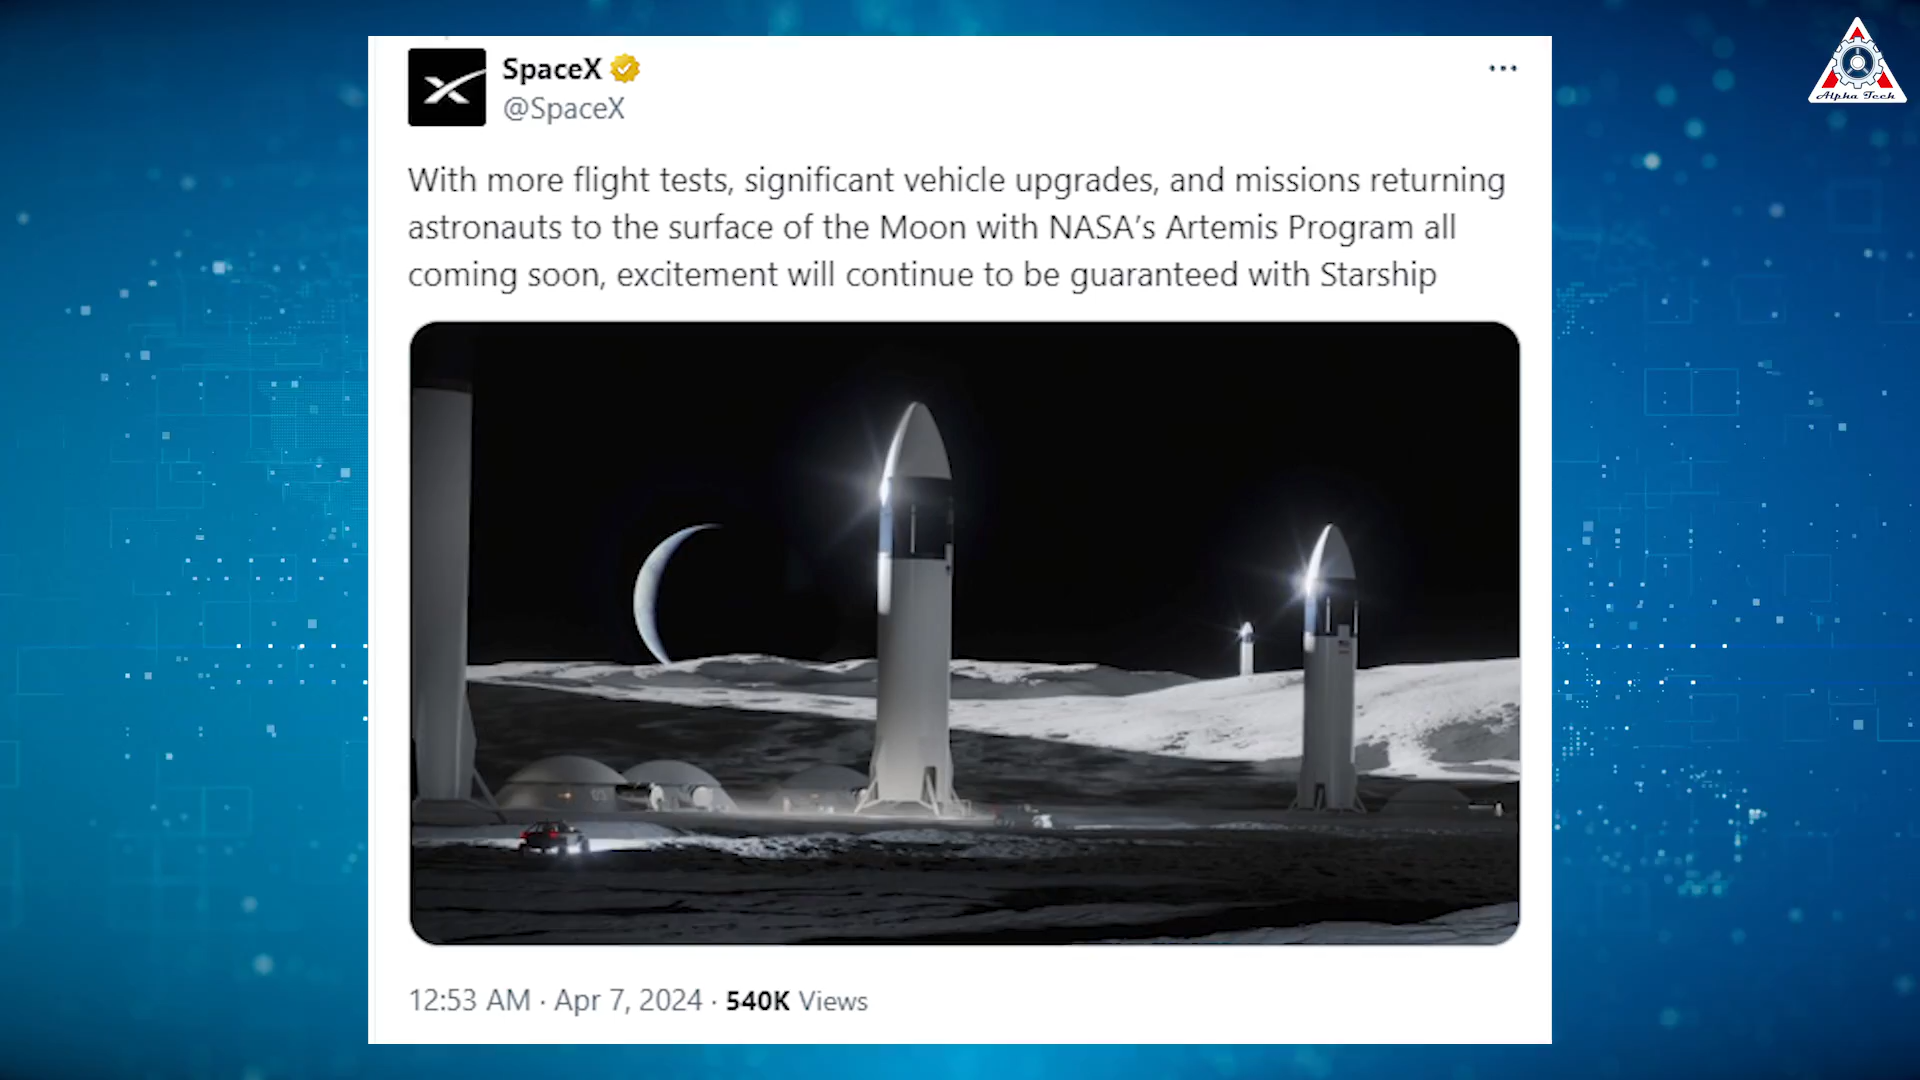 SpaceX
@SpaceX
With more flight tests, significant vehicle upgrades, and missions returning
astronauts to the surface of the Moon with NASA’s Artemis Program all
coming soon, excitement will continue to be guaranteed with Starship
12:53 AM · Apr 7, 2024 · 540K Views
Alpha Tech
03